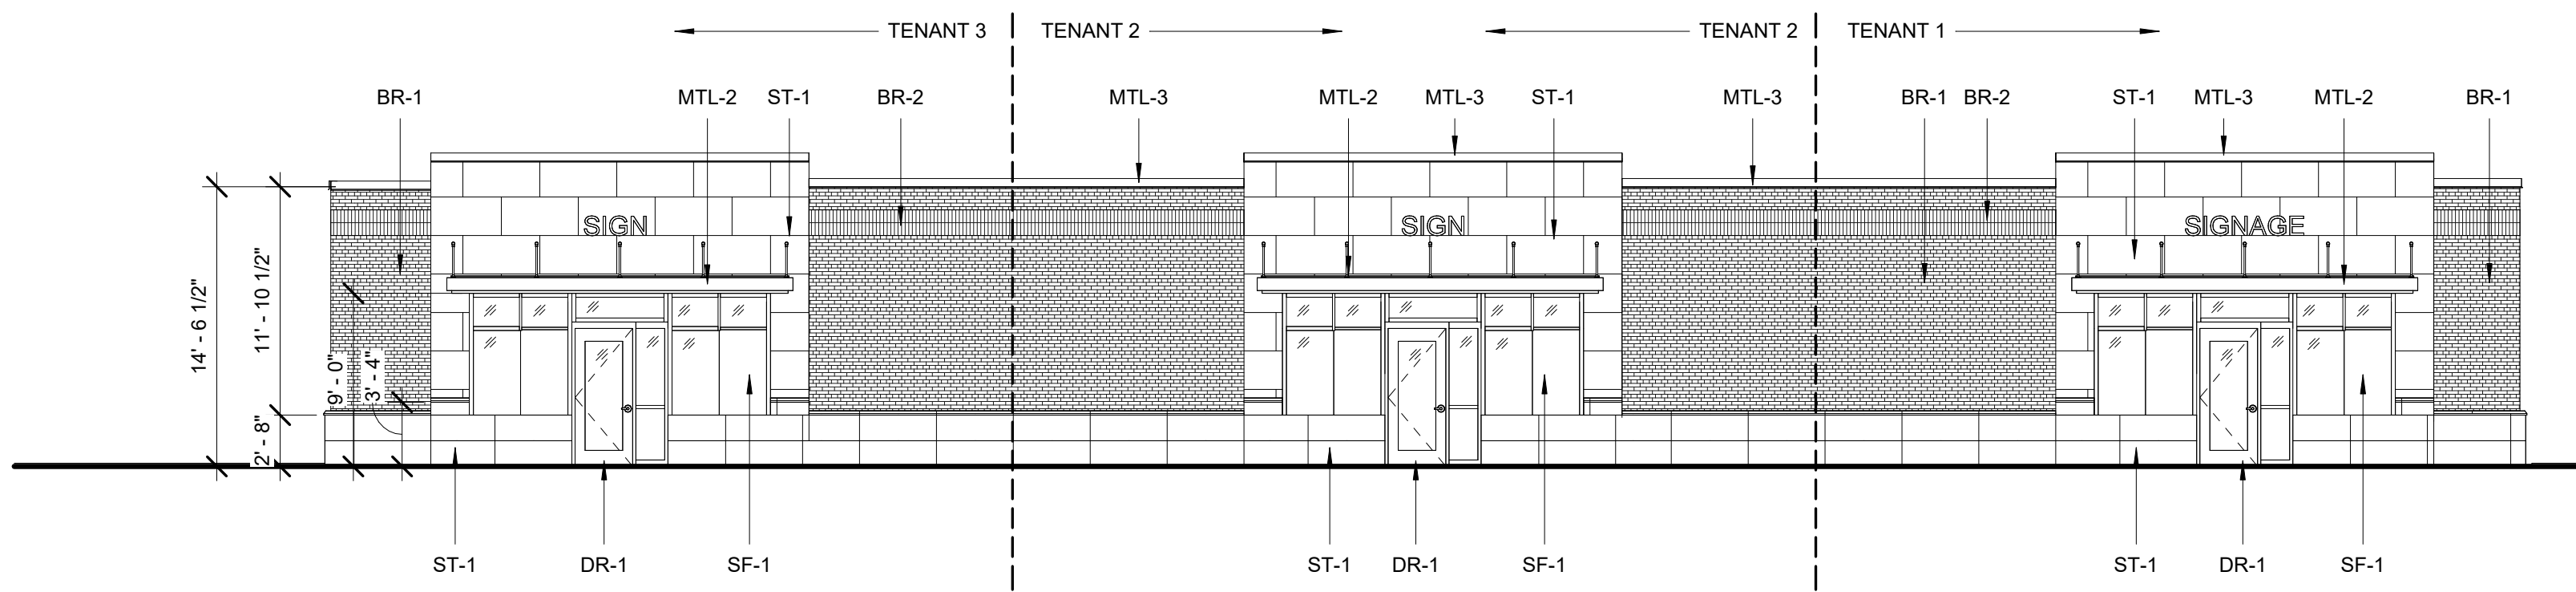 TENANT 3 TENANT 2 TENANT 2 TENANT 1
BR-1 MTL-2 ST-1 BR-2 MTL-3 MTL-2 MTL-3 ST-1 MTL-3 BR-1 BR-2 ST-1 MTL-3 MTL-2 BR-1
SIGN SIGN SIGNAGE
14' - 6 1/2"
11' - 10 1/2"
2' - 8"
9' - 0"
3' - 4"
ST-1 DR-1 SF-1 ST-1 DR-1 SF-1 ST-1 DR-1 SF-1